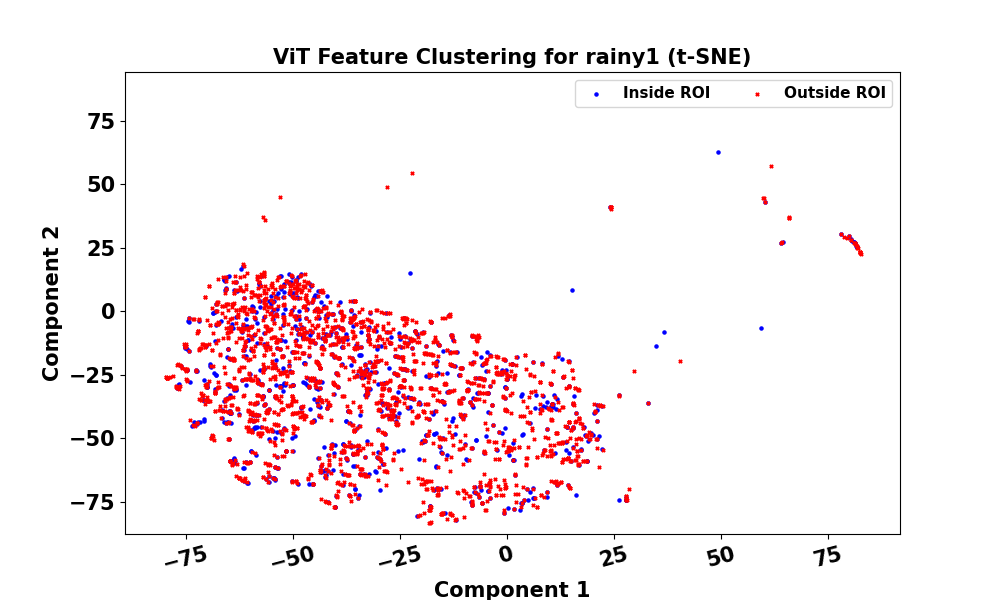 ViT Feature Clustering for rainy1 (t-SNE)
Inside ROI
Outside ROI
75
50
25
0
−25
−50
−75
Component 2
−75
−50
−25
0
25
50
75
Component 1